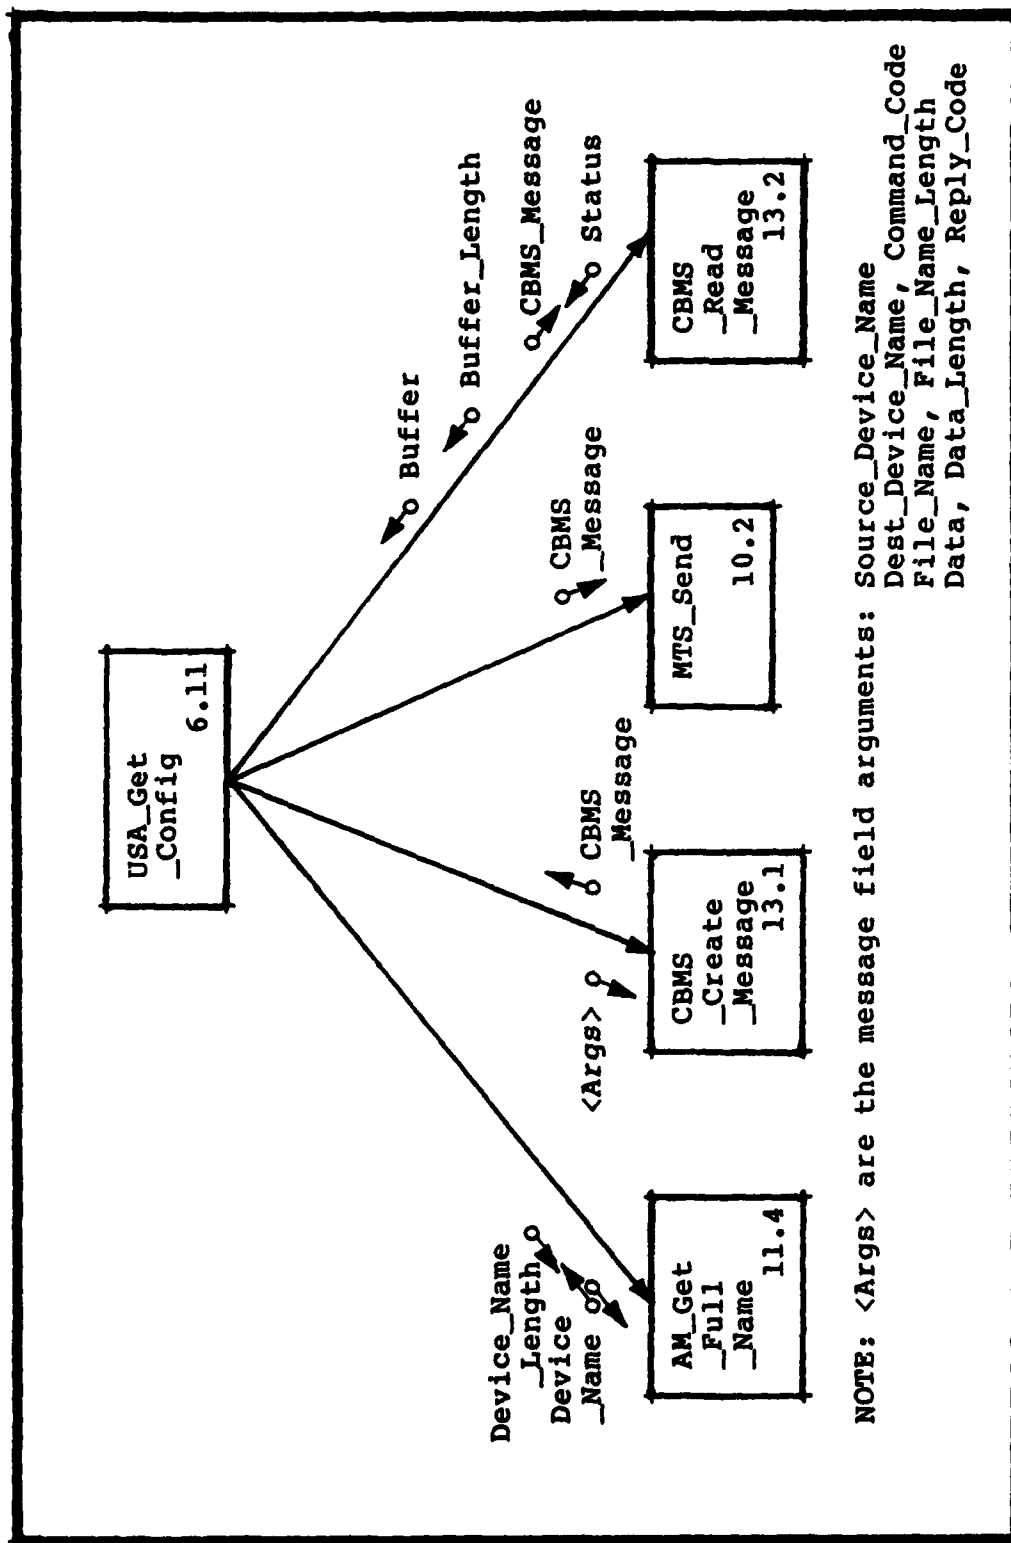 USA_Get
_Config
6.11
Buffer
Buffer_Length
CBMS_Message
Status
Device_Name
_Length
Device
_Name
<Args>
CBMS
_Message
CBMS
_Message
AM_Get
_Full
_Name
11.4
CBMS
_Create
_Message
13.1
MTS_Send
10.2
CBMS
_Read
_Message
13.2
NOTE: <Args> are the message field arguments: Source_Device_Name
Dest_Device_Name, Command_Code
File_Name, File_Name_Length
Data, Data_Length, Reply_Code